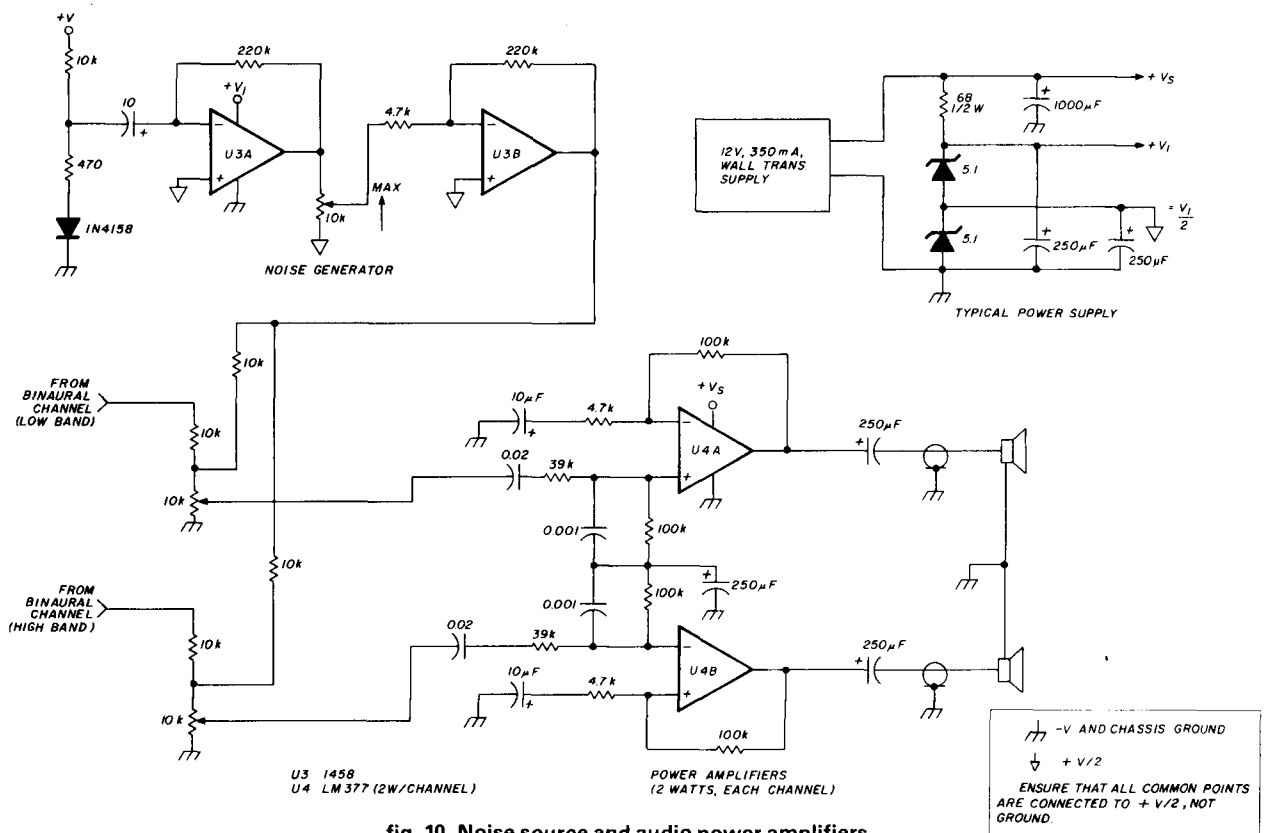 +V
10k
470
1N4158
10
+
220k
+V1
-
U3A
+
10k
MAX
NOISE GENERATOR
4.7k
220k
-
U3B
+
12V, 350mA,
WALL TRANS
SUPPLY
68
1/2 W
+
1000µF
+ VS
+V1
5.1
5.1
+
250µF
+
250µF
= V1
2
TYPICAL POWER SUPPLY
FROM
BINAURAL
CHANNEL
(LOW BAND)
10k
10k
10k
10k
FROM
BINAURAL
CHANNEL
(HIGH BAND)
10k
10k
10µF
+
4.7k
100k
+VS
-
U4A
+
0.02
39k
0.001
100k
+
250µF
0.001
100k
0.02
39k
10µF
+
4.7k
-
U4B
+
100k
250µF
+
250µF
+
U3 1458
U4 LM377 (2W/CHANNEL)
POWER AMPLIFIERS
(2 WATTS, EACH CHANNEL)
-V AND CHASSIS GROUND
+ V/2
ENSURE THAT ALL COMMON POINTS
ARE CONNECTED TO + V/2, NOT
GROUND.
fig. 10. Noise source and audio power amplifiers